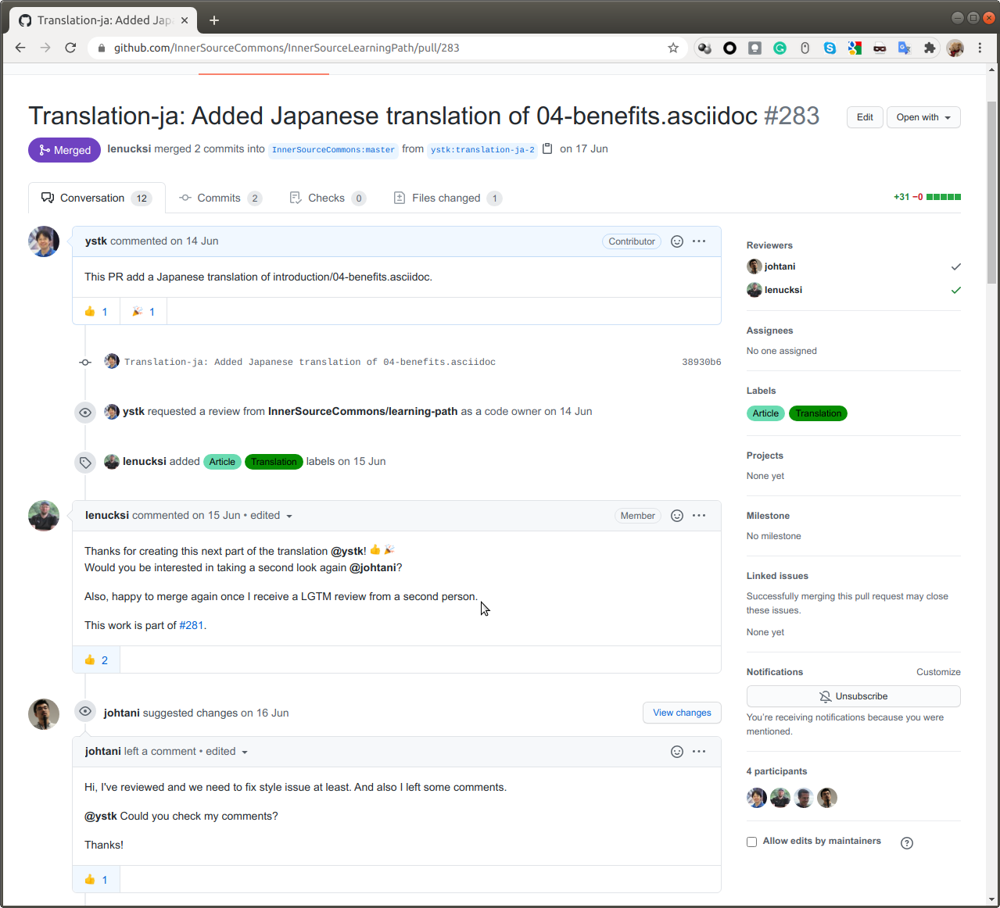 Translation-ja: Added Jap
github.com/InnerSourceCommons/InnerSourceLearningPath/pull/283
Translation-ja: Added Japanese translation of 04-benefits.asciidoc #283
Edit
Open with
Merged
lenucksi merged 2 commits into InnerSourceCommons:master from ystk:translation-ja-2 on 17 Jun
Conversation 12
Commits 2
Checks 0
Files changed 1
+31 −0
ystk commented on 14 Jun
Contributor
This PR add a Japanese translation of introduction/04-benefits.asciidoc.
👍 1
🎉 1
Translation-ja: Added Japanese translation of 04-benefits.asciidoc
38930b6
ystk requested a review from InnerSourceCommons/learning-path as a code owner on 14 Jun
lenucksi added Article Translation labels on 15 Jun
lenucksi commented on 15 Jun • edited
Member
Thanks for creating this next part of the translation @ystk! 👍 🎉
Would you be interested in taking a second look again @johtani?
Also, happy to merge again once I receive a LGTM review from a second person.
This work is part of #281.
👍 2
johtani suggested changes on 16 Jun
View changes
johtani left a comment • edited
Hi, I've reviewed and we need to fix style issue at least. And also I left some comments.
@ystk Could you check my comments?
Thanks!
👍 1
Reviewers
johtani
lenucksi
Assignees
No one assigned
Labels
Article Translation
Projects
None yet
Milestone
No milestone
Linked issues
Successfully merging this pull request may close
these issues.
None yet
Notifications
Customize
Unsubscribe
You're receiving notifications because you were
mentioned.
4 participants
Allow edits by maintainers